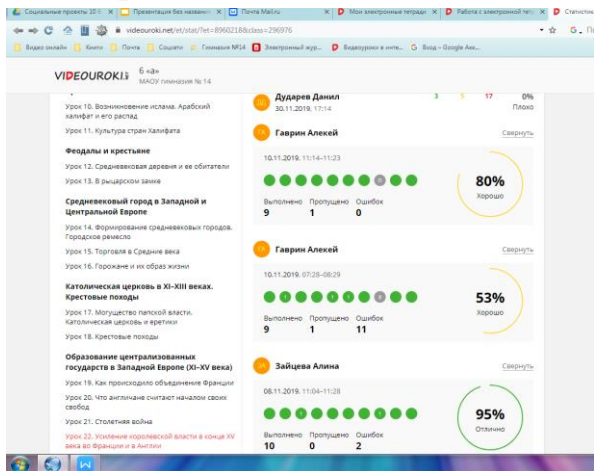 Социальные проекты 10 с
Презентация без названия
Почта Mail.ru
Мои электронные тетради
Работа с электронной тет
Статистик
videouroki.net/et/stat/?et=89602188&class=296976
Видео онлайн
Книги
Почта
Соцсети
Гимназия №14
Электронный жур...
Видеоуроки в инте...
Вход – Google Акк...
VIDEOUROKI
6 «а»
МАОУ гимназия № 14
Урок 10. Возникновение ислама. Арабский
халифат и его распад
Урок 11. Культура стран Халифата
Феодалы и крестьяне
Урок 12. Средневековая деревня и ее обитатели
Урок 13. В рыцарском замке
Средневековый город в Западной и
Центральной Европе
Урок 14. Формирование средневековых городов.
Городское ремесло
Урок 15. Торговля в Средние века
Урок 16. Горожане и их образ жизни
Католическая церковь в XI–XIII веках.
Крестовые походы
Урок 17. Могущество папской власти.
Католическая церковь и еретики
Урок 18. Крестовые походы
Образование централизованных
государств в Западной Европе (XI–XV века)
Урок 19. Как происходило объединение Франции
Урок 20. Что англичане считают началом своих
свобод
Урок 21. Столетняя война
Урок 22. Усиление королевской власти в конце XV
века во Франции и в Англии
Дударев Данил
30.11.2019, 17:14
3
17
0%
Плохо
Гаврин Алекей
Свернуть
10.11.2019, 11:14–11:23
80%
Хорошо
Выполнено Пропущено Ошибок
9 1 0
Гаврин Алекей
Свернуть
10.11.2019, 07:28–08:29
53%
Хорошо
Выполнено Пропущено Ошибок
9 1 11
Зайцева Алина
Свернуть
08.11.2019, 11:04–11:28
95%
Отлично
Выполнено Пропущено Ошибок
10 0 2